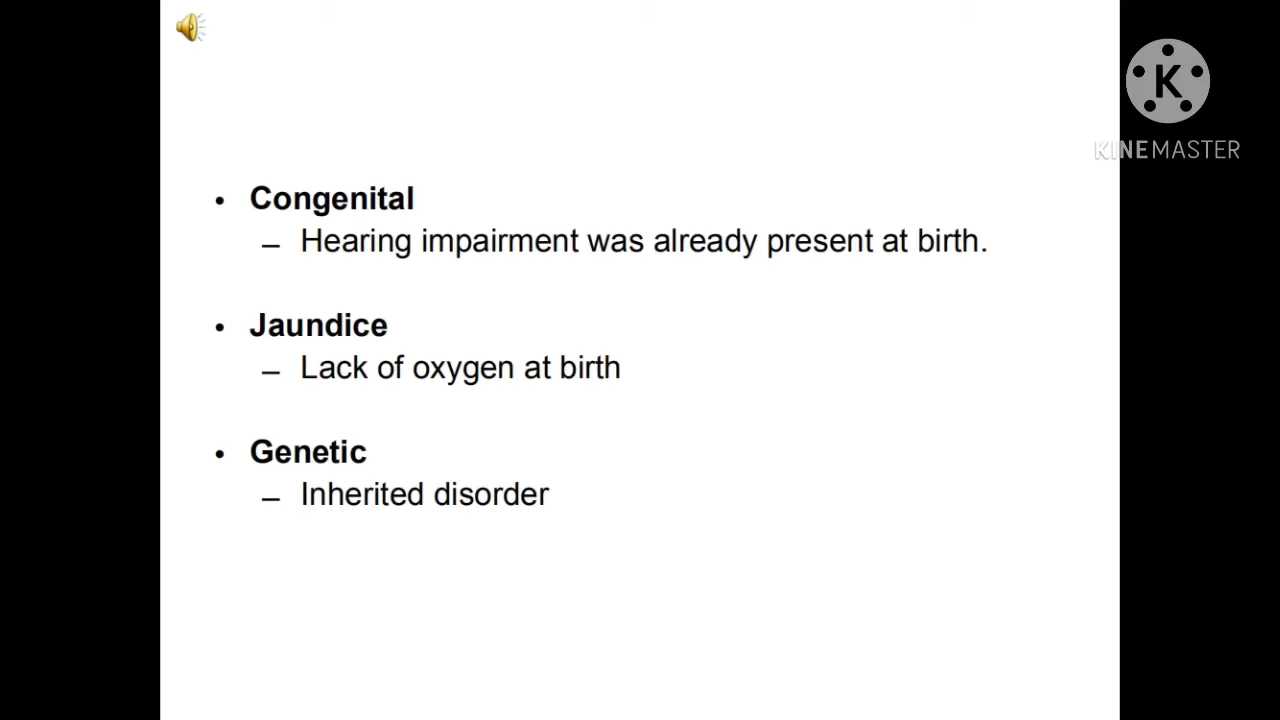 K
KINEMASTER
• Congenital
– Hearing impairment was already present at birth.
• Jaundice
– Lack of oxygen at birth
• Genetic
– Inherited disorder